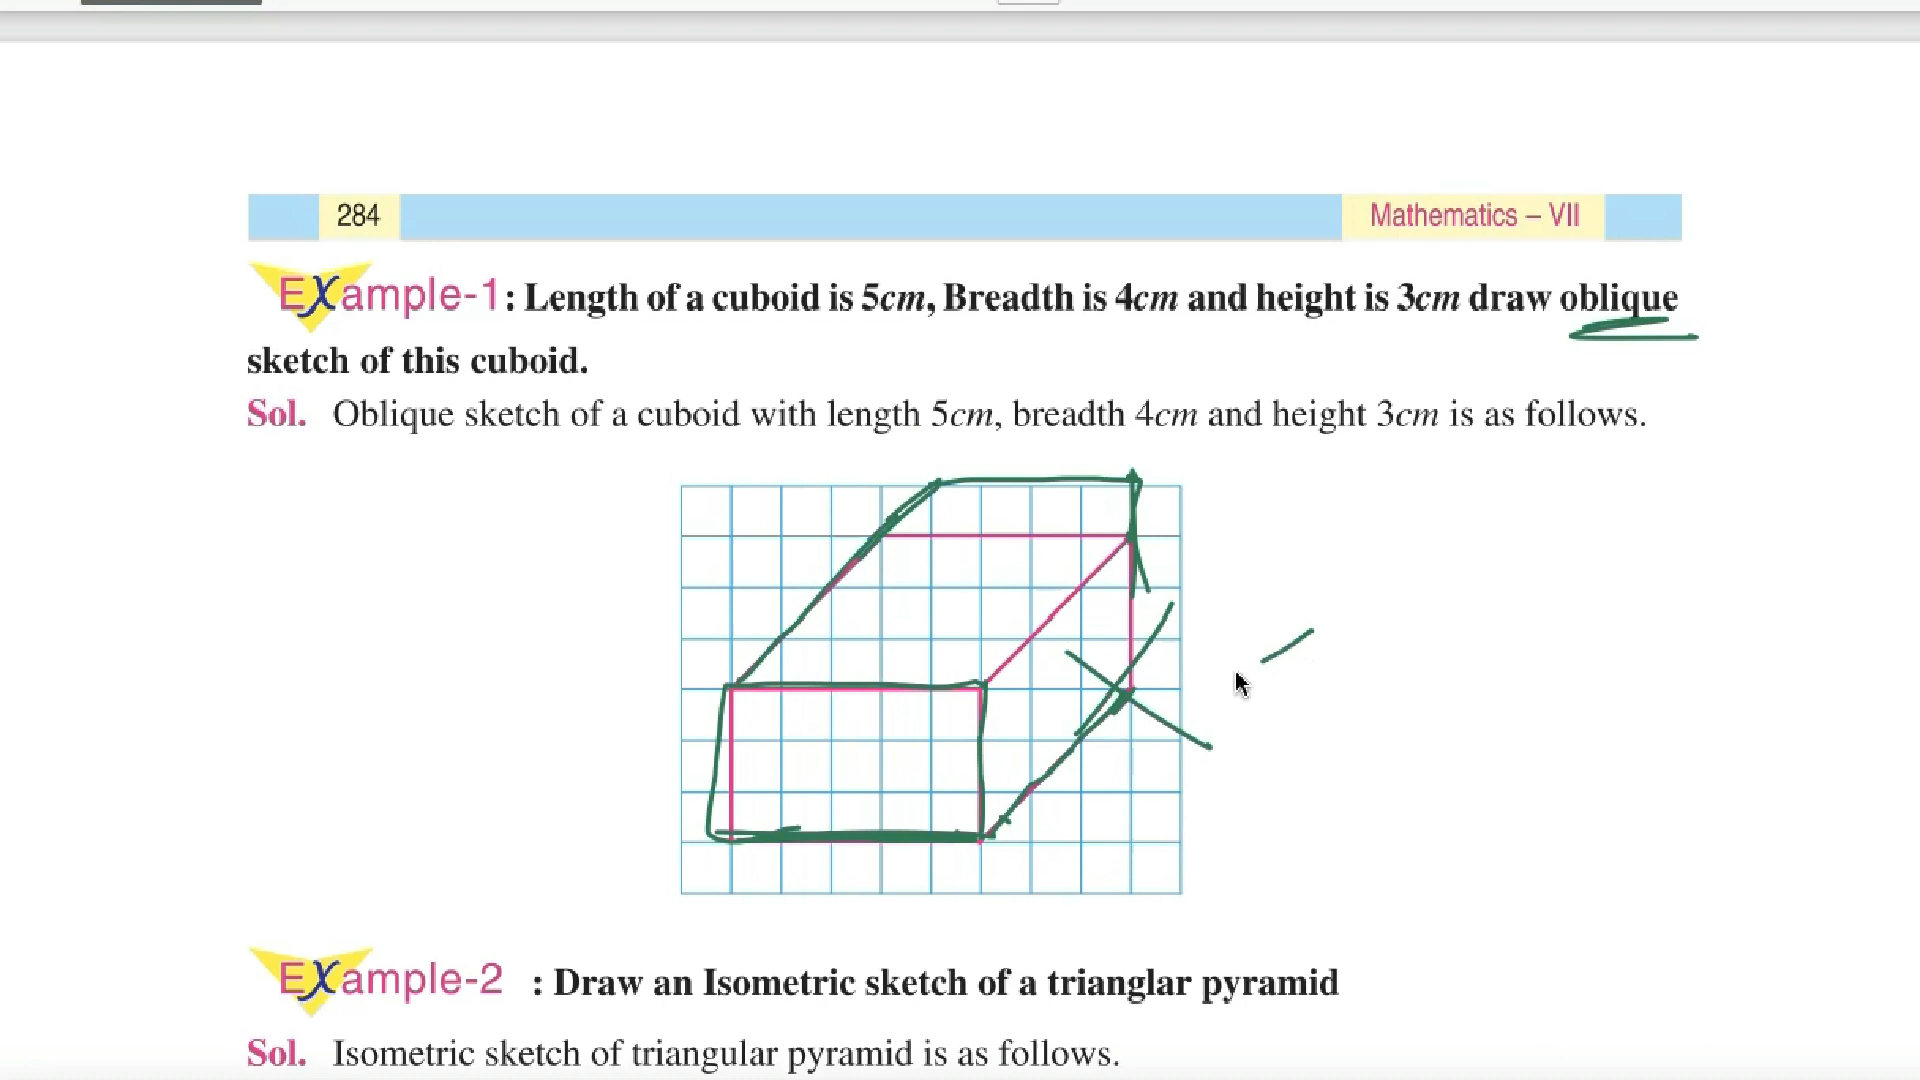 284
Mathematics – VII
Example-1: Length of a cuboid is 5cm, Breadth is 4cm and height is 3cm draw oblique
sketch of this cuboid.
Sol. Oblique sketch of a cuboid with length 5cm, breadth 4cm and height 3cm is as follows.
Example-2 : Draw an Isometric sketch of a trianglar pyramid
Sol. Isometric sketch of triangular pyramid is as follows.